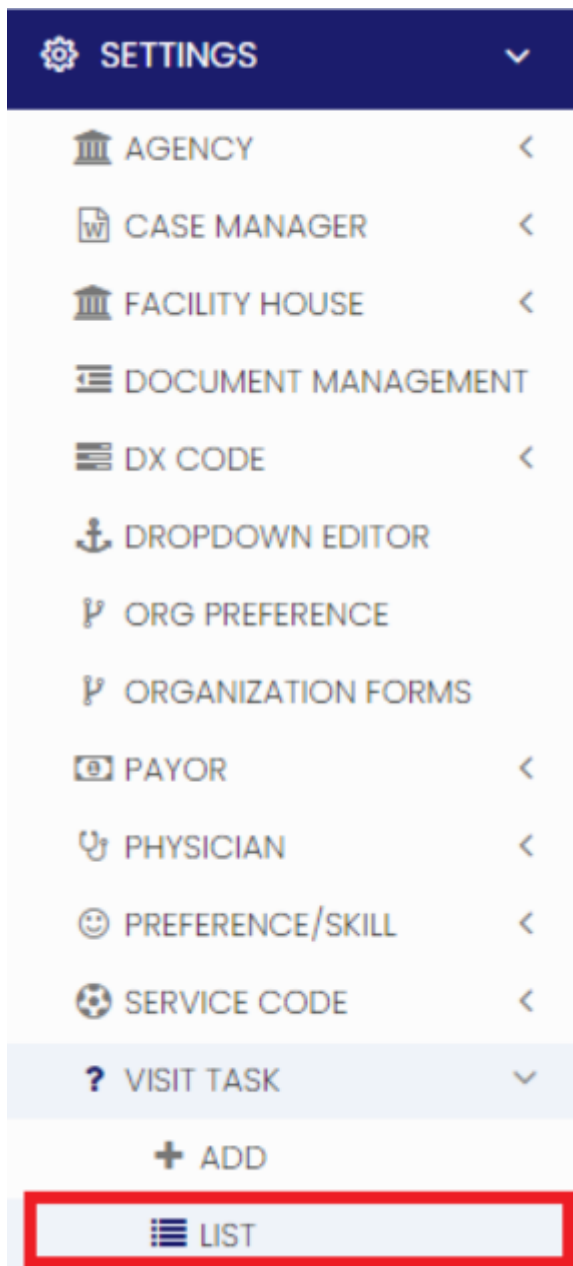 SETTINGS
AGENCY
CASE MANAGER
FACILITY HOUSE
DOCUMENT MANAGEMENT
DX CODE
DROPDOWN EDITOR
ORG PREFERENCE
ORGANIZATION FORMS
PAYOR
PHYSICIAN
PREFERENCE/SKILL
SERVICE CODE
? VISIT TASK
+ ADD
LIST